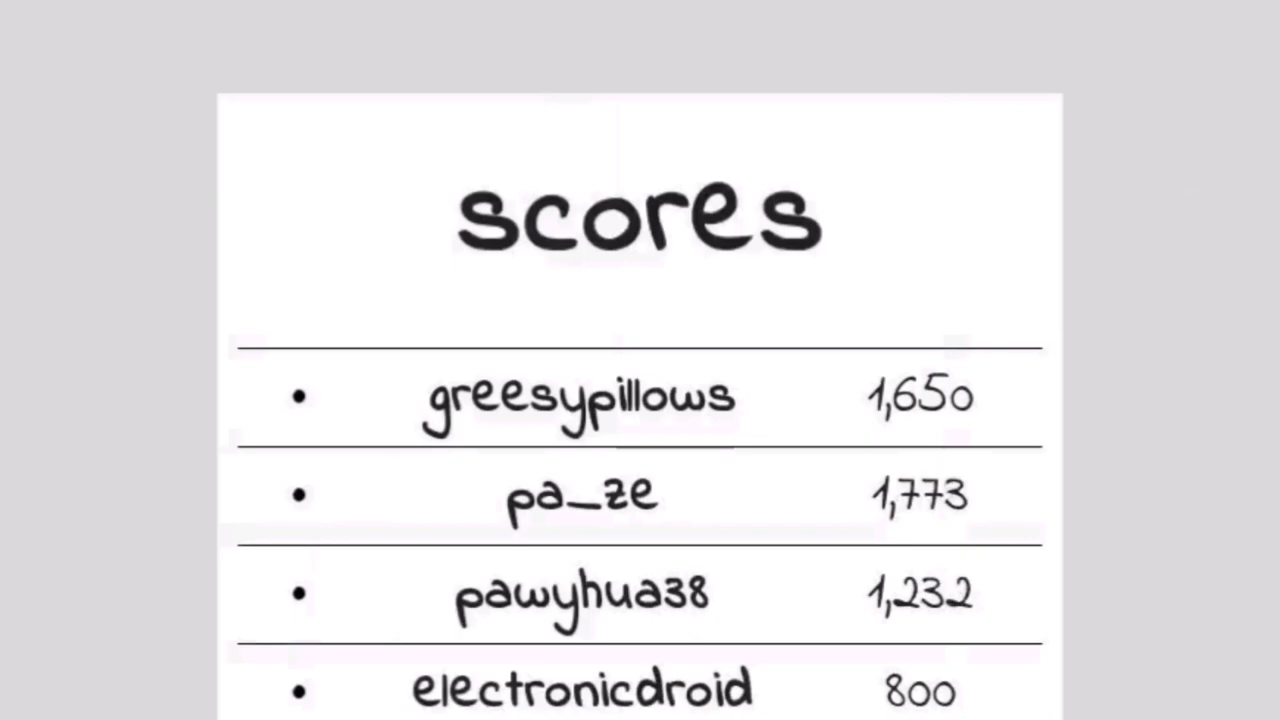 scores
• greesypillows 1,650
• pa_ze 1,773
• pawyhua38 1,232
• electronicdroid 800